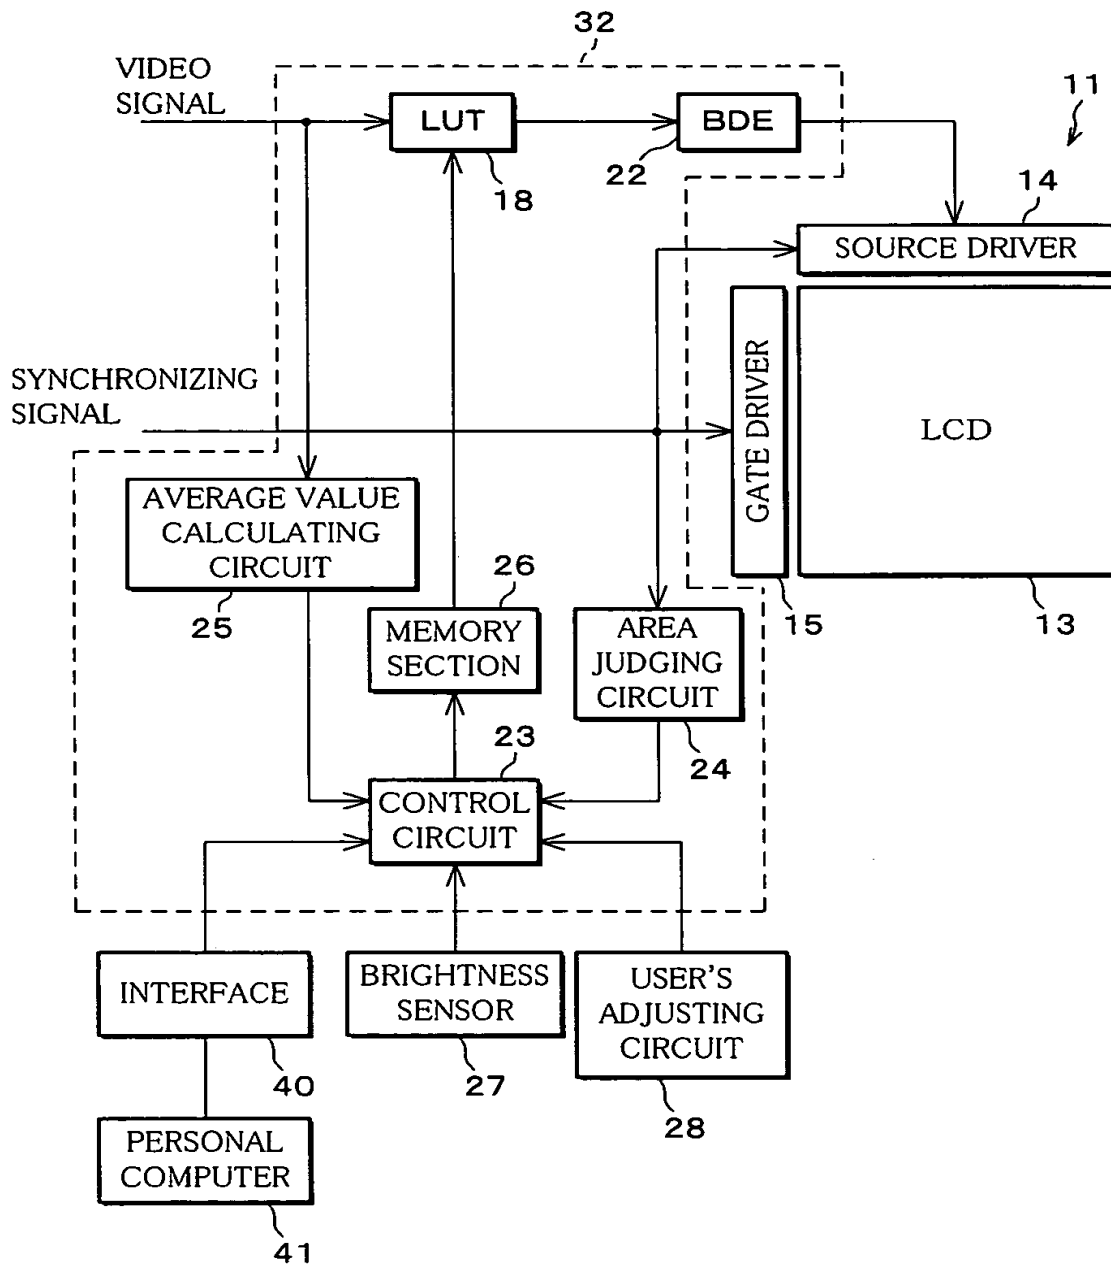 32
VIDEO
SIGNAL
11
LUT
BDE
18
22
14
SOURCE DRIVER
SYNCHRONIZING
SIGNAL
GATE DRIVER
LCD
AVERAGE VALUE
CALCULATING
CIRCUIT
25
26
15
13
MEMORY
SECTION
AREA
JUDGING
CIRCUIT
23
24
CONTROL
CIRCUIT
INTERFACE
BRIGHTNESS
SENSOR
USER'S
ADJUSTING
CIRCUIT
40
27
28
PERSONAL
COMPUTER
41